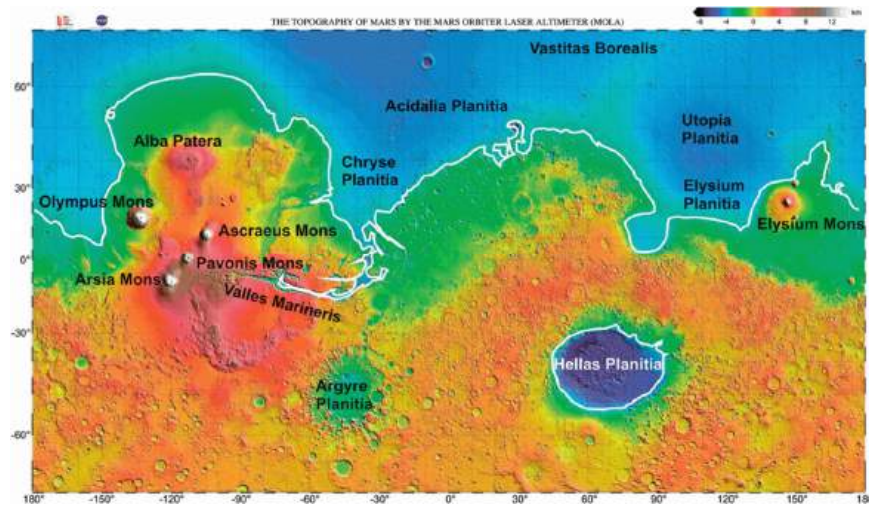 THE TOPOGRAPHY OF MARS BY THE MARS ORBITER LASER ALTIMETER (MOLA)
km
-8 -4 0 4 8 12
Vastitas Borealis
60°
Acidalia Planitia
Utopia
Planitia
Alba Patera
Chryse
Planitia
30°
Elysium
Planitia
Olympus Mons
Ascraeus Mons
Elysium Mons
0°
Pavonis Mons
Arsia Mons
Valles Marineris
-30°
Hellas Planitia
Argyre
Planitia
-60°
180° -150° -120° -90° -60° -30° 0° 30° 60° 90° 120° 150° 180